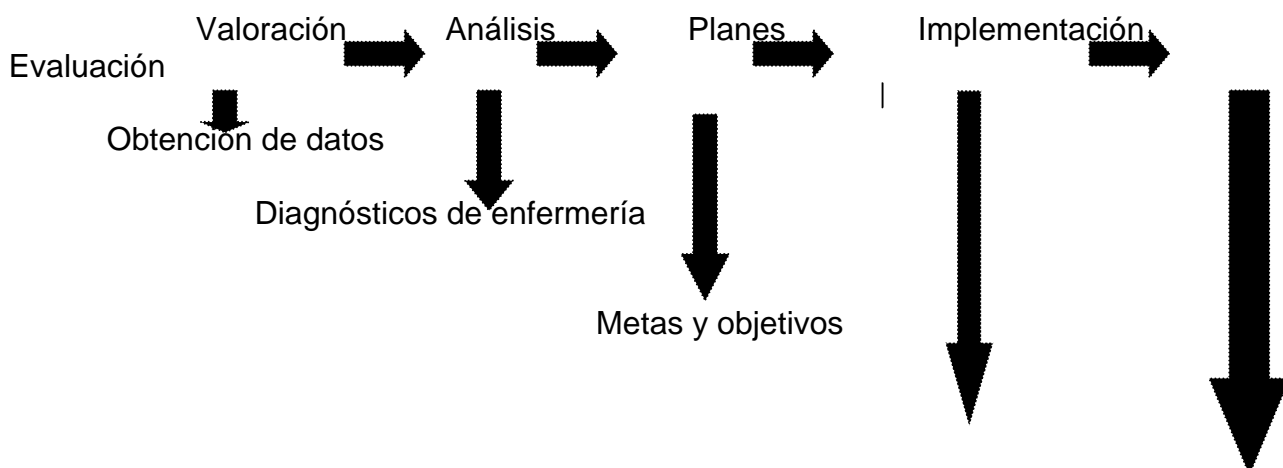 Valoración Análisis Planes Implementación
Evaluación
Obtención de datos
Diagnósticos de enfermería
Metas y objetivos